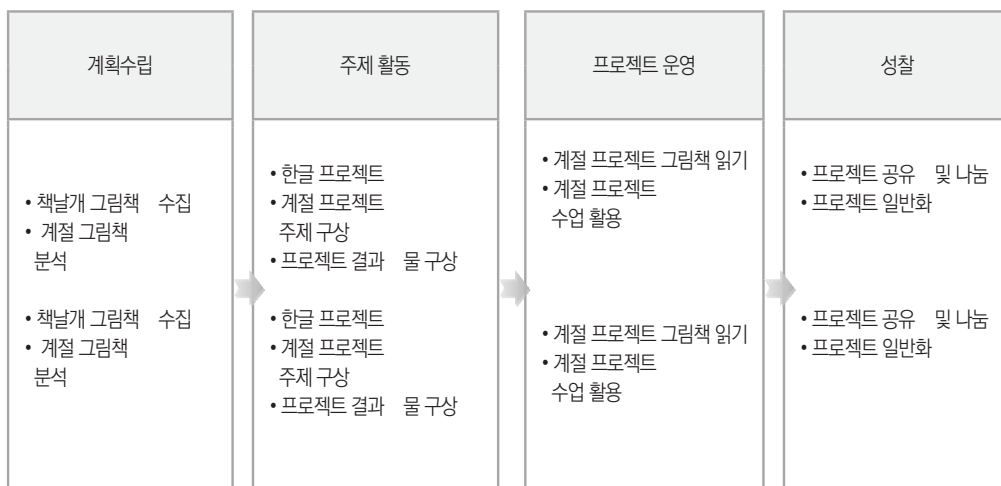 계획수립
• 책날개 그림책 수집
• 계절 그림책
분석
• 책날개 그림책 수집
• 계절 그림책
분석
주제 활동
• 한글 프로젝트
• 계절 프로젝트
주제 구상
• 프로젝트 결과 물 구상
• 한글 프로젝트
• 계절 프로젝트
주제 구상
• 프로젝트 결과 물 구상
프로젝트 운영
• 계절 프로젝트 그림책 읽기
• 계절 프로젝트
수업 활용
• 계절 프로젝트 그림책 읽기
• 계절 프로젝트
수업 활용
성찰
• 프로젝트 공유 및 나눔
• 프로젝트 일반화
• 프로젝트 공유 및 나눔
• 프로젝트 일반화